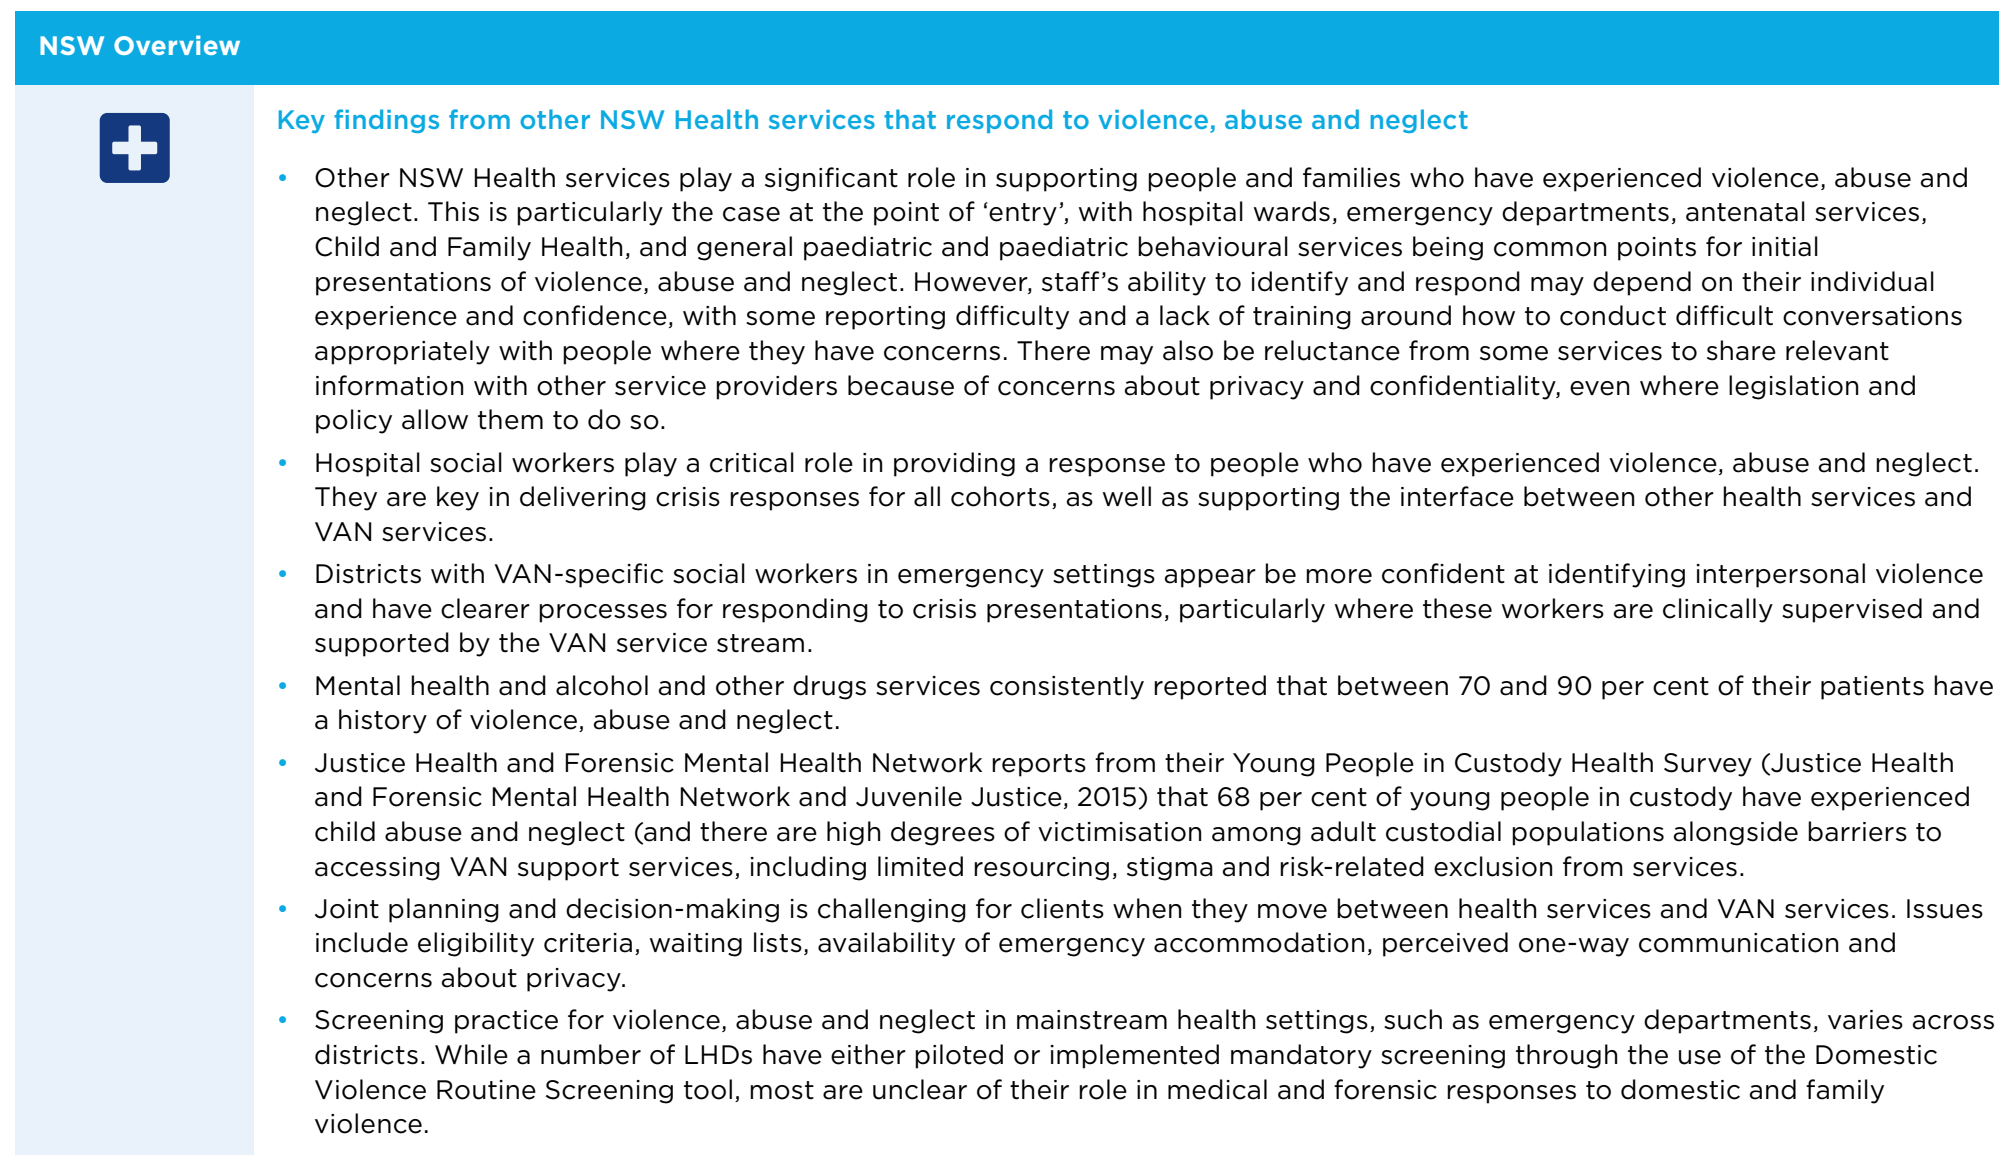 NSW Overview
Key findings from other NSW Health services that respond to violence, abuse and neglect
• Other NSW Health services play a significant role in supporting people and families who have experienced violence, abuse and
neglect. This is particularly the case at the point of ‘entry’, with hospital wards, emergency departments, antenatal services,
Child and Family Health, and general paediatric and paediatric behavioural services being common points for initial
presentations of violence, abuse and neglect. However, staff’s ability to identify and respond may depend on their individual
experience and confidence, with some reporting difficulty and a lack of training around how to conduct difficult conversations
appropriately with people where they have concerns. There may also be reluctance from some services to share relevant
information with other service providers because of concerns about privacy and confidentiality, even where legislation and
policy allow them to do so.
• Hospital social workers play a critical role in providing a response to people who have experienced violence, abuse and neglect.
They are key in delivering crisis responses for all cohorts, as well as supporting the interface between other health services and
VAN services.
• Districts with VAN-specific social workers in emergency settings appear be more confident at identifying interpersonal violence
and have clearer processes for responding to crisis presentations, particularly where these workers are clinically supervised and
supported by the VAN service stream.
• Mental health and alcohol and other drugs services consistently reported that between 70 and 90 per cent of their patients have
a history of violence, abuse and neglect.
• Justice Health and Forensic Mental Health Network reports from their Young People in Custody Health Survey (Justice Health
and Forensic Mental Health Network and Juvenile Justice, 2015) that 68 per cent of young people in custody have experienced
child abuse and neglect (and there are high degrees of victimisation among adult custodial populations alongside barriers to
accessing VAN support services, including limited resourcing, stigma and risk-related exclusion from services.
• Joint planning and decision-making is challenging for clients when they move between health services and VAN services. Issues
include eligibility criteria, waiting lists, availability of emergency accommodation, perceived one-way communication and
concerns about privacy.
• Screening practice for violence, abuse and neglect in mainstream health settings, such as emergency departments, varies across
districts. While a number of LHDs have either piloted or implemented mandatory screening through the use of the Domestic
Violence Routine Screening tool, most are unclear of their role in medical and forensic responses to domestic and family
violence.